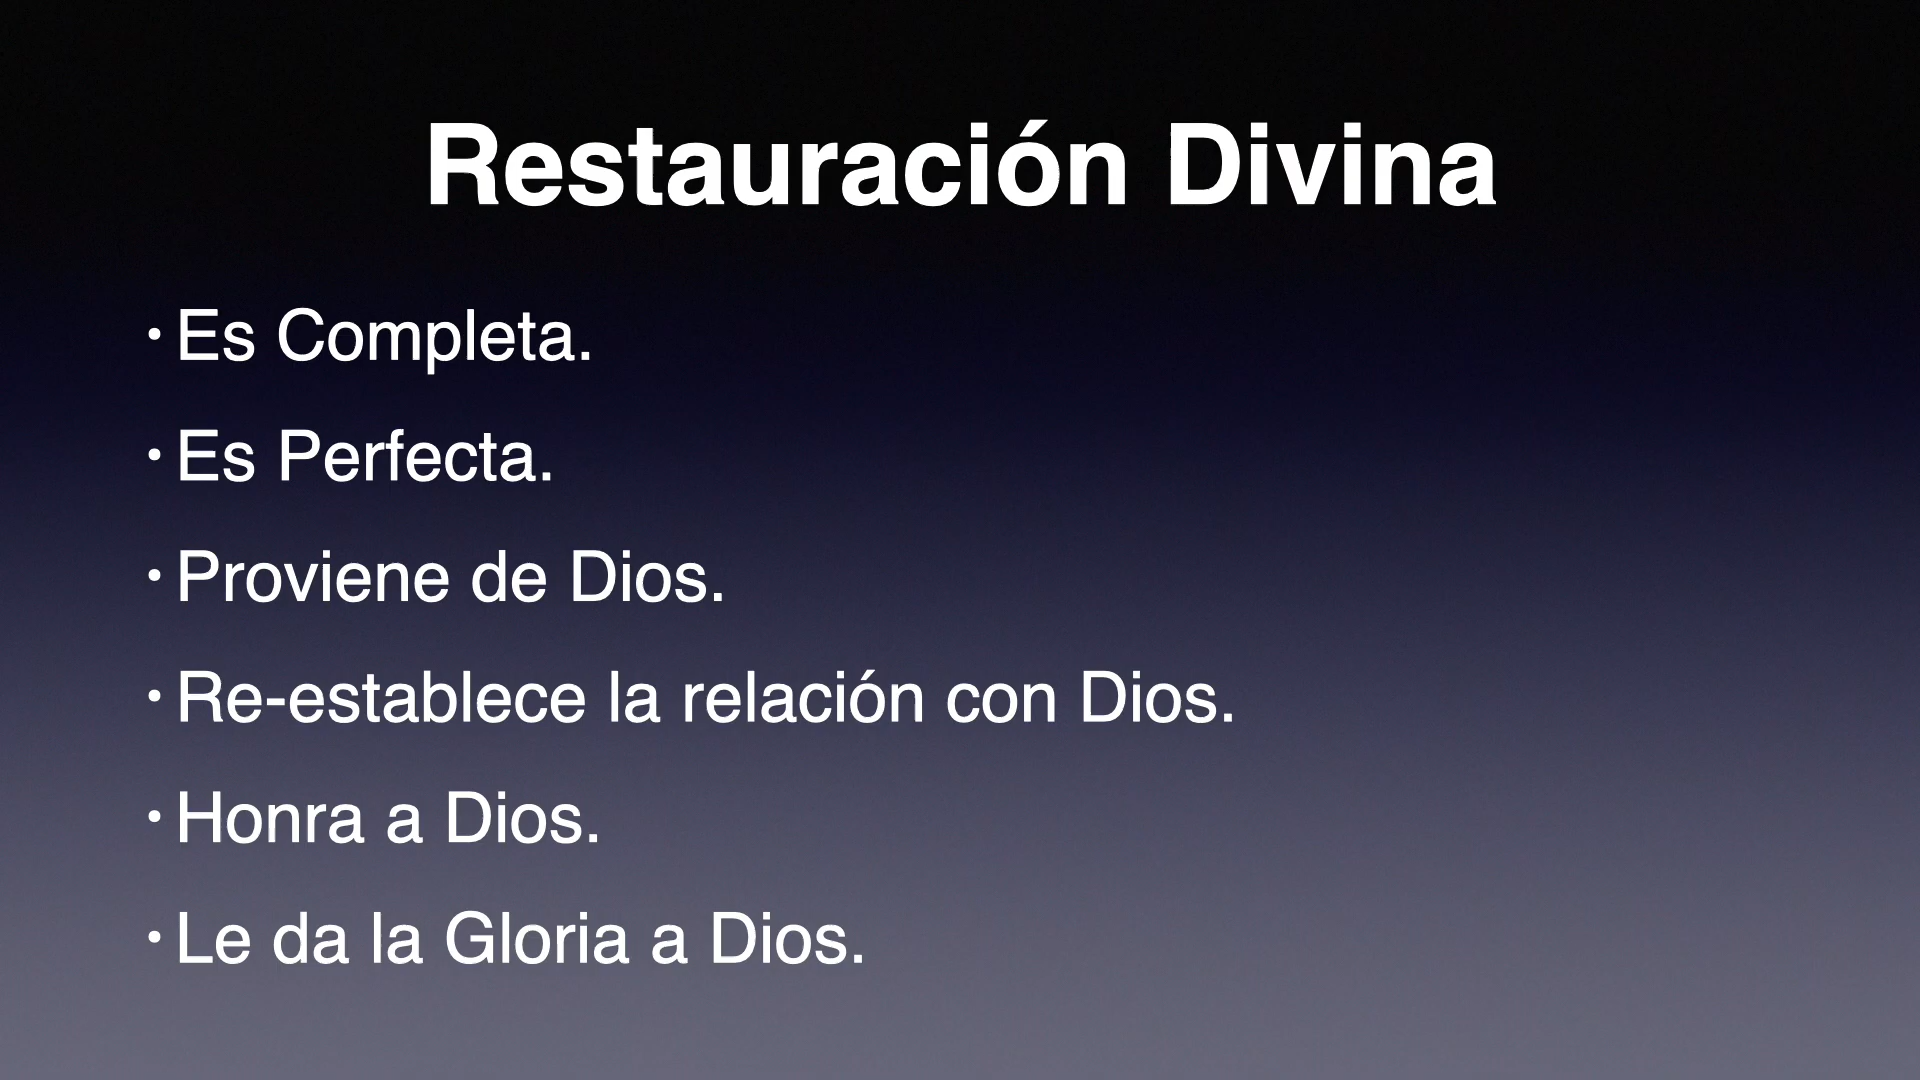 Restauración Divina
• Es Completa.
• Es Perfecta.
• Proviene de Dios.
• Re-establece la relación con Dios.
• Honra a Dios.
• Le da la Gloria a Dios.